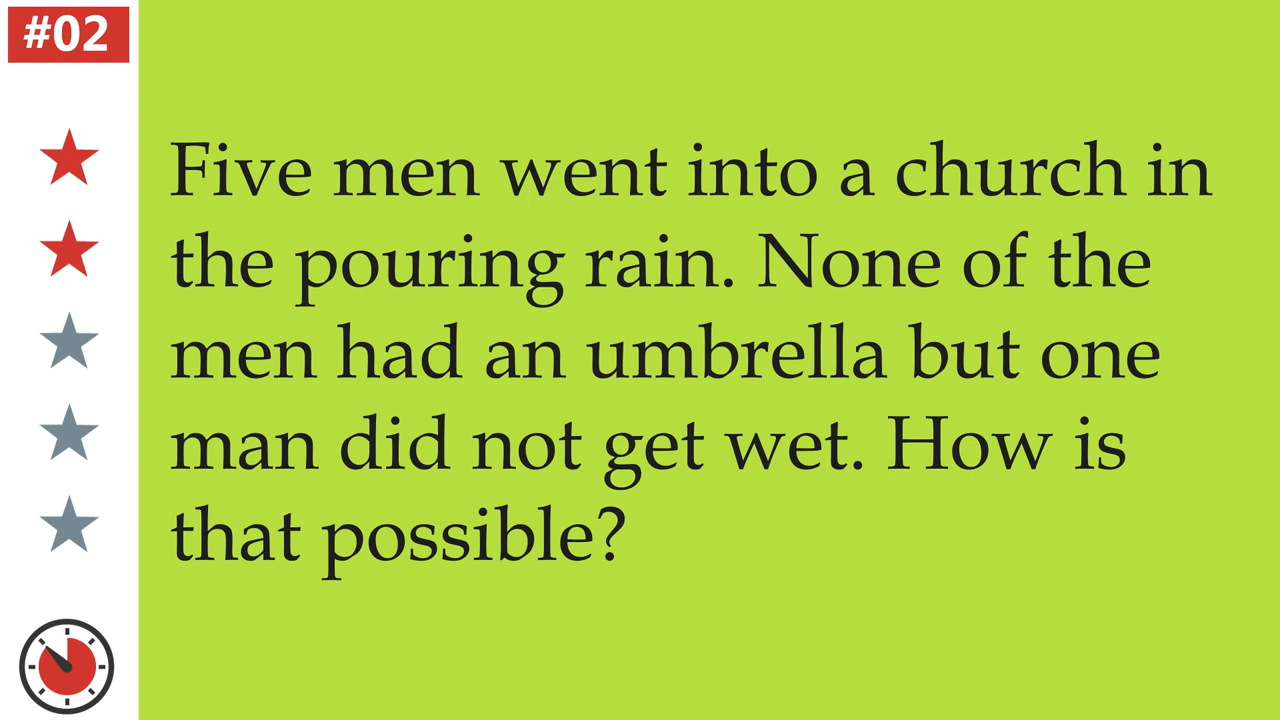 #02
Five men went into a church in
the pouring rain. None of the
men had an umbrella but one
man did not get wet. How is
that possible?